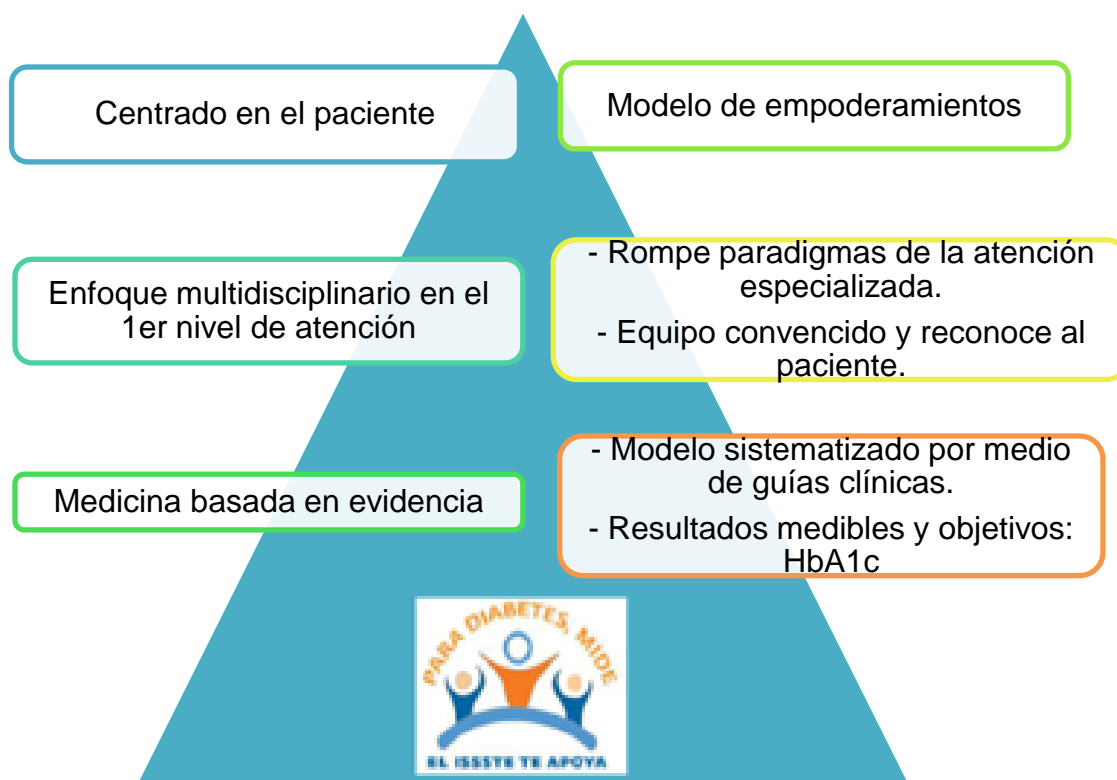 Centrado en el paciente
Modelo de empoderamientos
Enfoque multidisciplinario en el
1er nivel de atención
- Rompe paradigmas de la atención
especializada.
- Equipo convencido y reconoce al
paciente.
Medicina basada en evidencia
- Modelo sistematizado por medio
de guías clínicas.
- Resultados medibles y objetivos:
HbA1c
PARA DIABETES, MIDE
EL ISSSTE TE APOYA